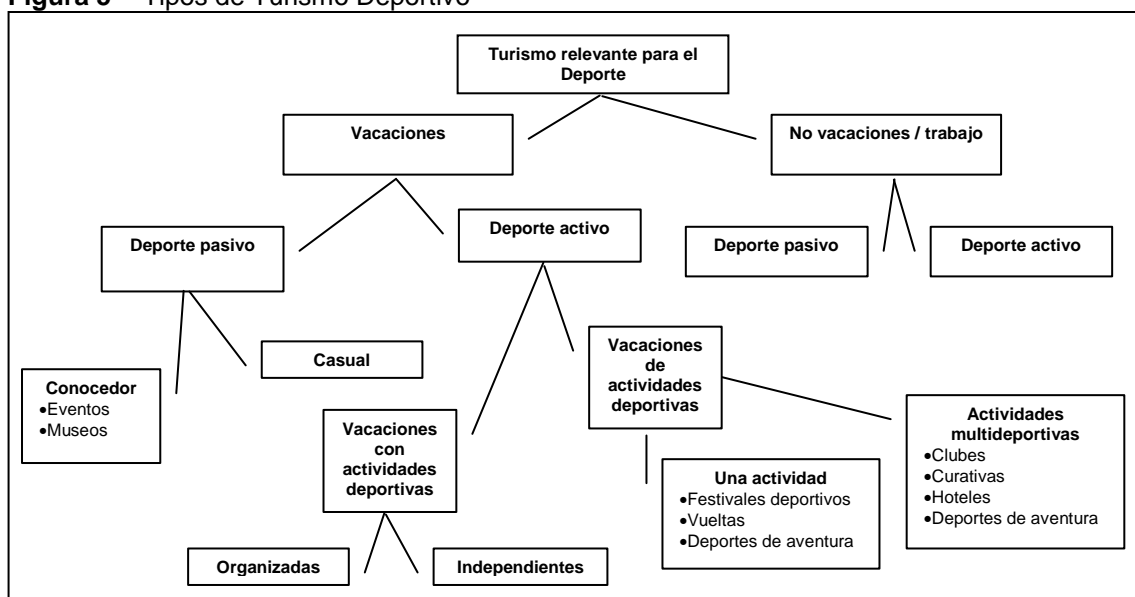 Figura 3 Tipos de Turismo Deportivo
Turismo relevante para el
Deporte
Vacaciones
No vacaciones / trabajo
Deporte pasivo
Deporte activo
Deporte pasivo
Deporte activo
Conocedor
•Eventos
•Museos
Casual
Vacaciones
con
actividades
deportivas
Vacaciones
de
actividades
deportivas
Organizadas
Independientes
Una actividad
•Festivales deportivos
•Vueltas
•Deportes de aventura
Actividades
multideportivas
•Clubes
•Curativas
•Hoteles
•Deportes de aventura